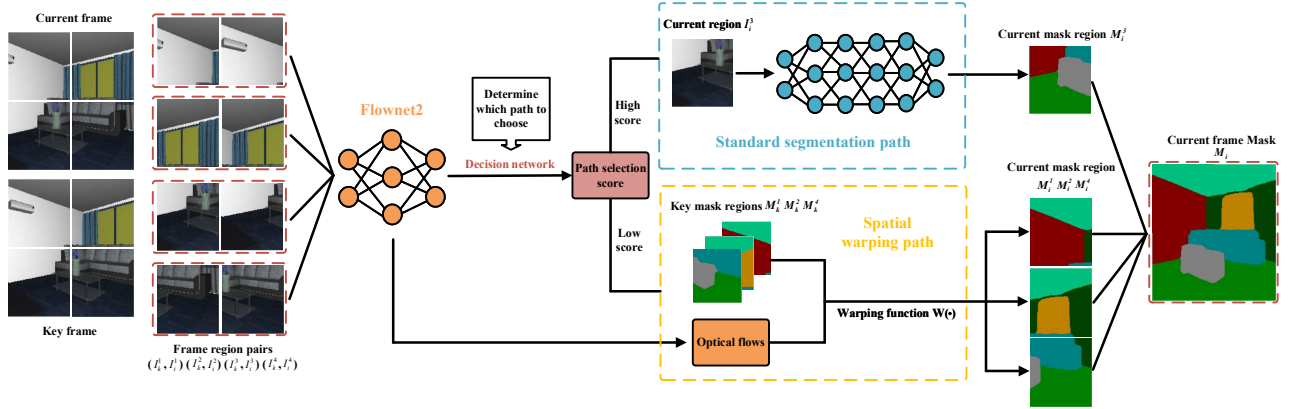 Current frame
Key frame
Frame region pairs
(I_k^1, I_i^1) (I_k^2, I_i^2) (I_k^3, I_i^3) (I_k^4, I_i^4)
Flownet2
Determine
which path to
choose
Decision network
Path selection
score
High
score
Low
score
Current region I_i^3
Standard segmentation path
Key mask regions M_k^1 M_k^2 M_k^4
Spatial
warping path
Optical flows
Warping function W(•)
Current mask region M_i^3
Current mask region
M_i^1 M_i^2 M_i^4
Current frame Mask
M_i